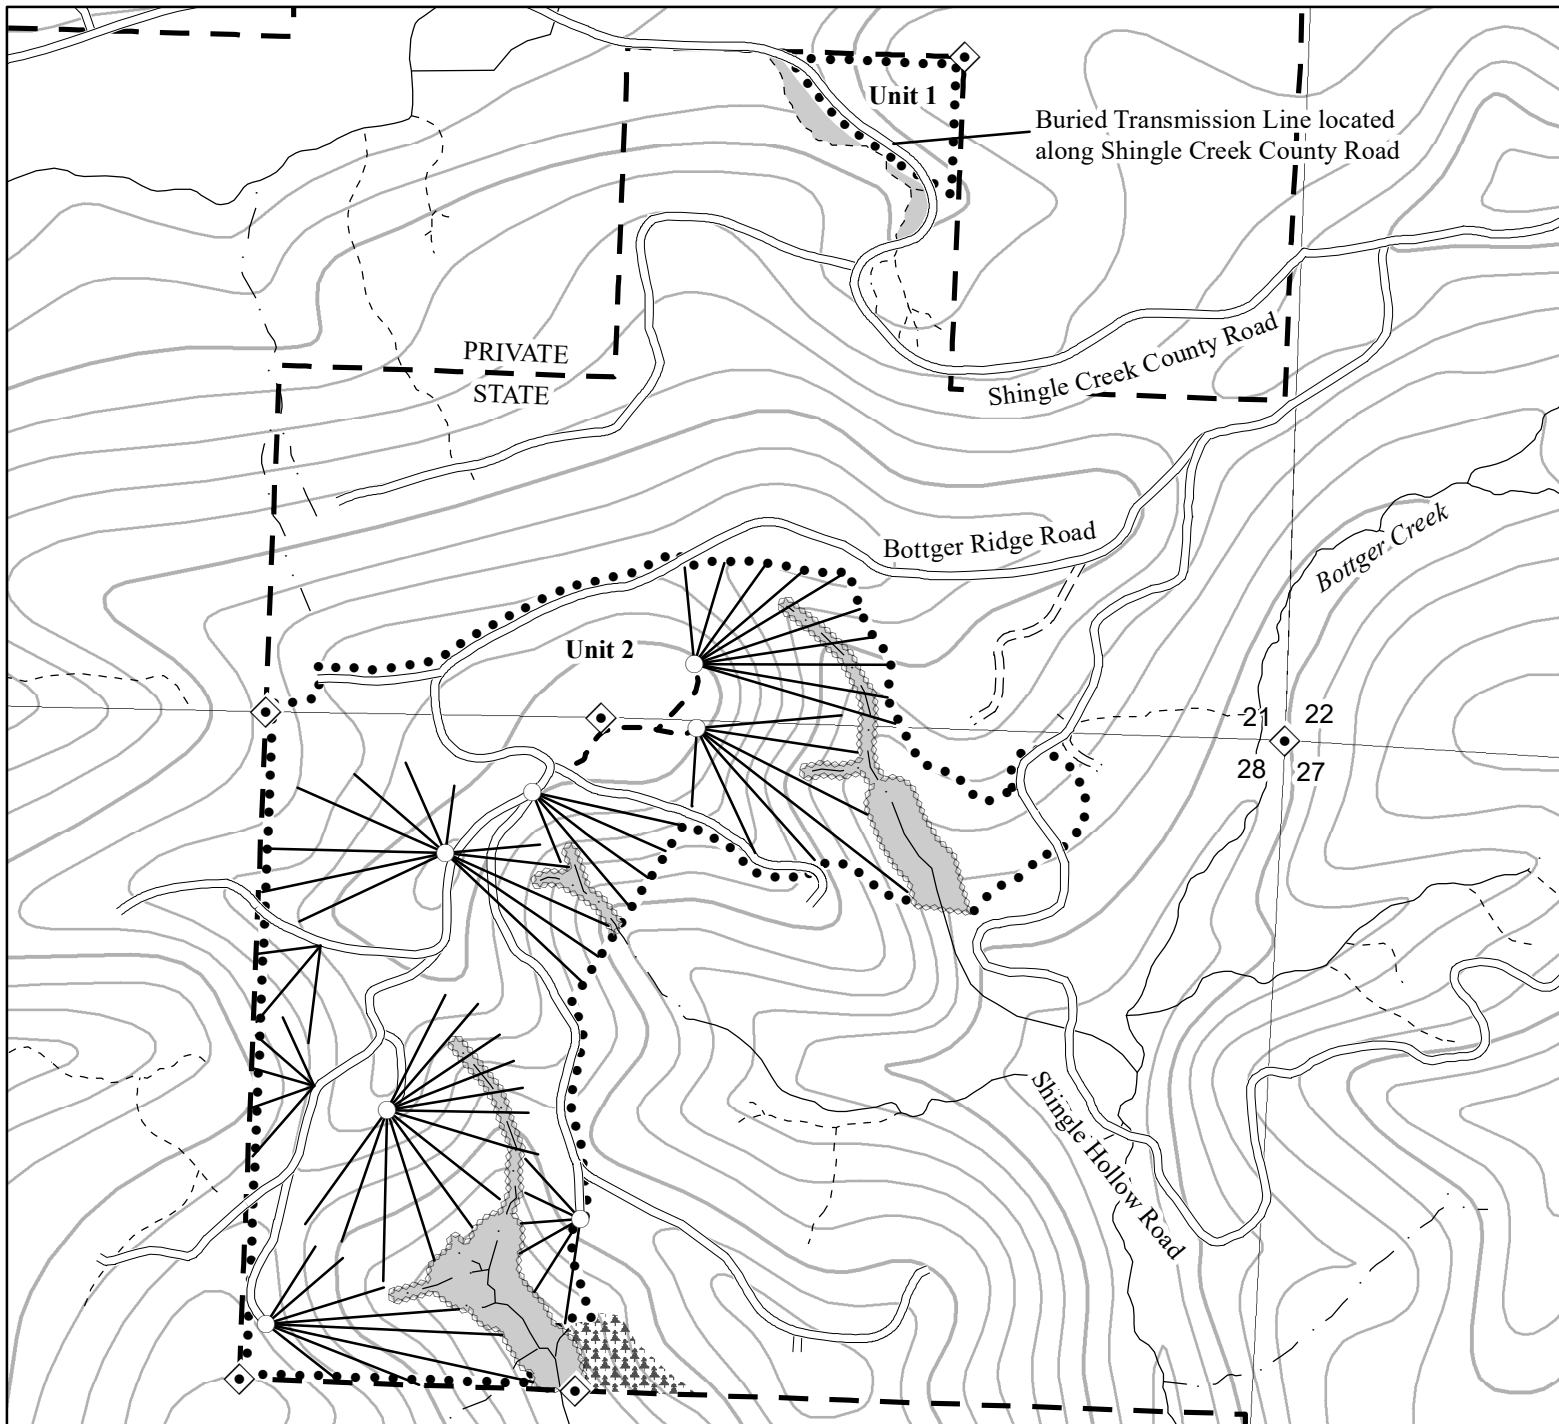 Unit 1
Buried Transmission Line located
along Shingle Creek County Road
PRIVATE
STATE
Shingle Creek County Road
Bottger Ridge Road
Bottger Creek
Unit 2
21 22
28 27
Shingle Hollow Road